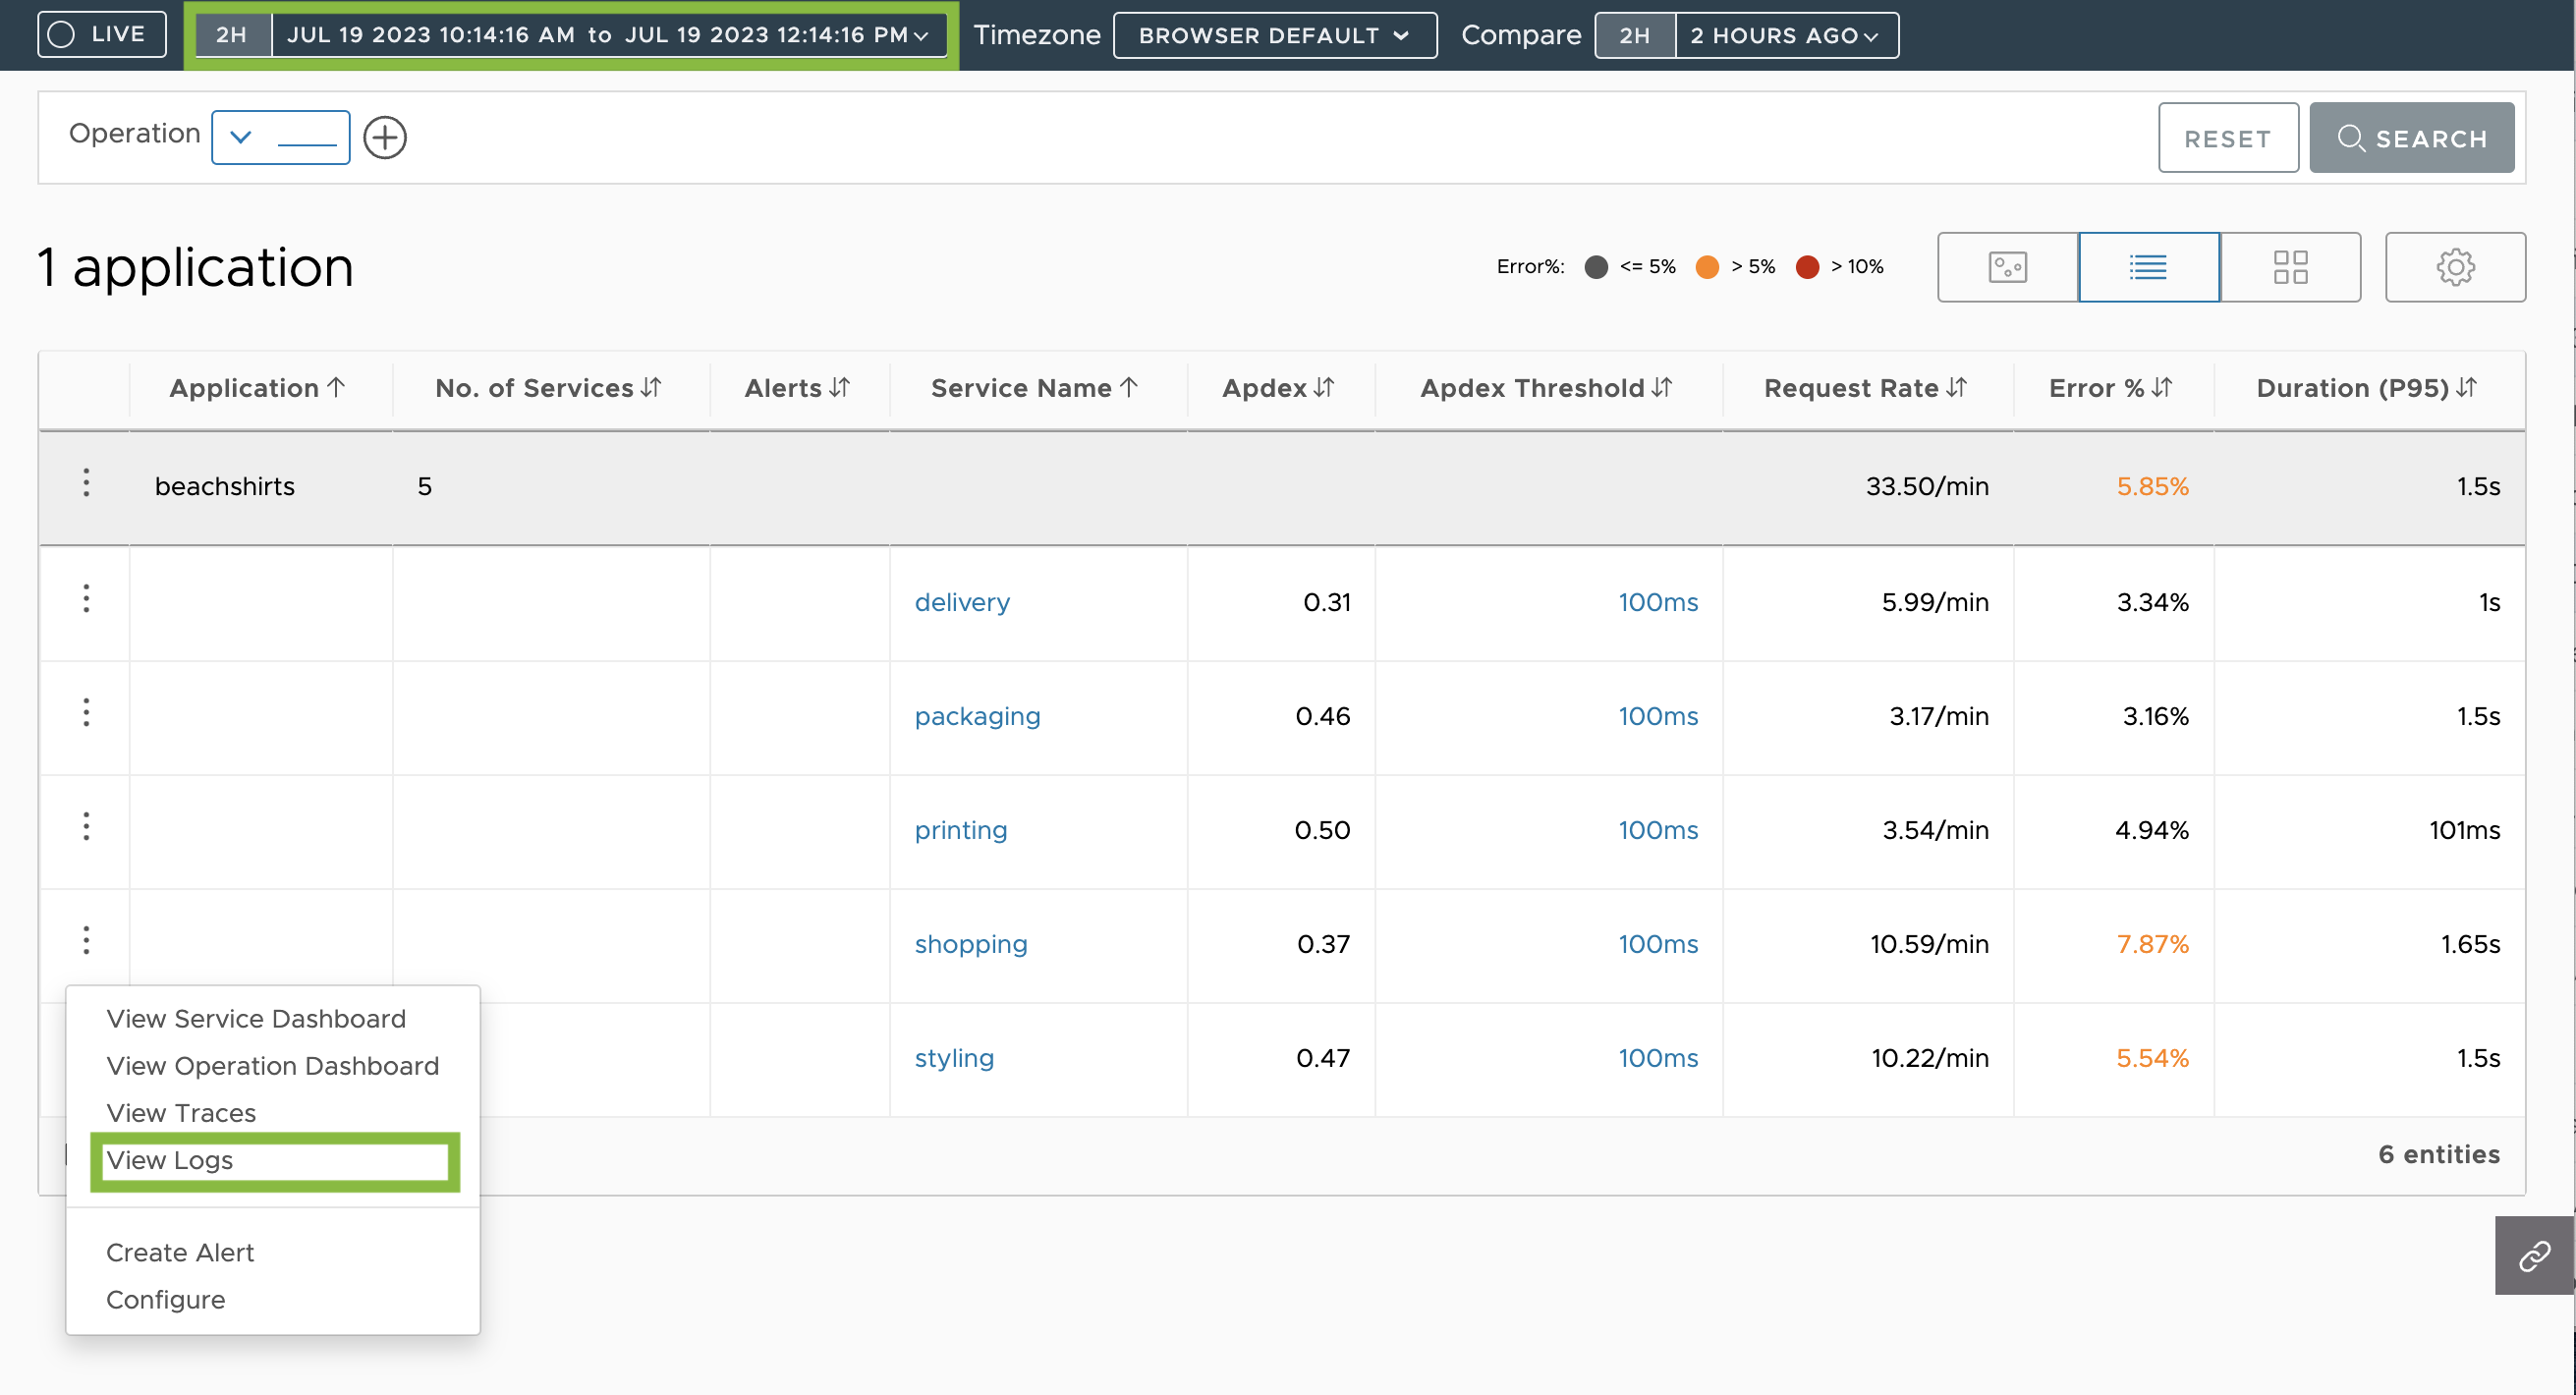 LIVE 2H JUL 19 2023 10:14:16 AM to JUL 19 2023 12:14:16 PM Timezone BROWSER DEFAULT Compare 2H 2 HOURS AGO
Operation RESET SEARCH
1 application Error%: <= 5% > 5% > 10%
Application No. of Services Alerts Service Name Apdex Apdex Threshold Request Rate Error % Duration (P95)
beachshirts 5 33.50/min 5.85% 1.5s
delivery 0.31 100ms 5.99/min 3.34% 1s
packaging 0.46 100ms 3.17/min 3.16% 1.5s
printing 0.50 100ms 3.54/min 4.94% 101ms
shopping 0.37 100ms 10.59/min 7.87% 1.65s
View Service Dashboard
styling 0.47 100ms 10.22/min 5.54% 1.5s
View Operation Dashboard
View Traces
View Logs
6 entities
Create Alert
Configure